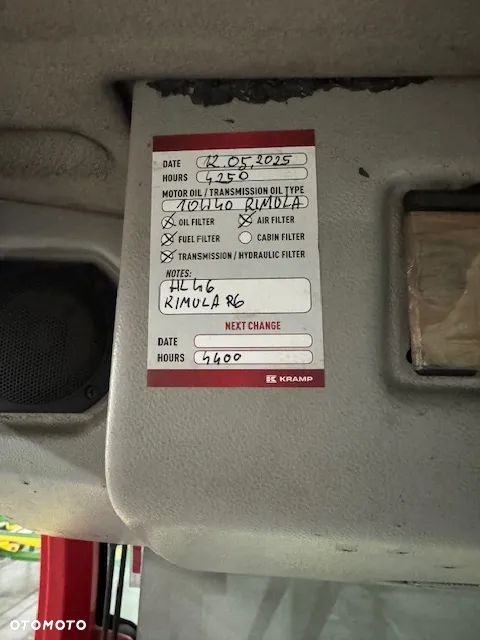 DATE 12.05.2025
HOURS 4250
MOTOR OIL / TRANSMISSION OIL TYPE
10W40 RIMULA
OIL FILTER AIR FILTER
FUEL FILTER CABIN FILTER
TRANSMISSION / HYDRAULIC FILTER
NOTES:
HL46
RIMULA R6
NEXT CHANGE
DATE
HOURS 4400
KRAMP
OTOMOTO